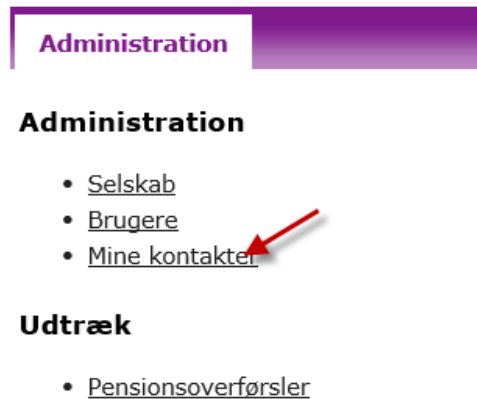 Administration
Administration
• Selskab
• Brugere
• Mine kontakter
Udtræk
• Pensionsoverførsler